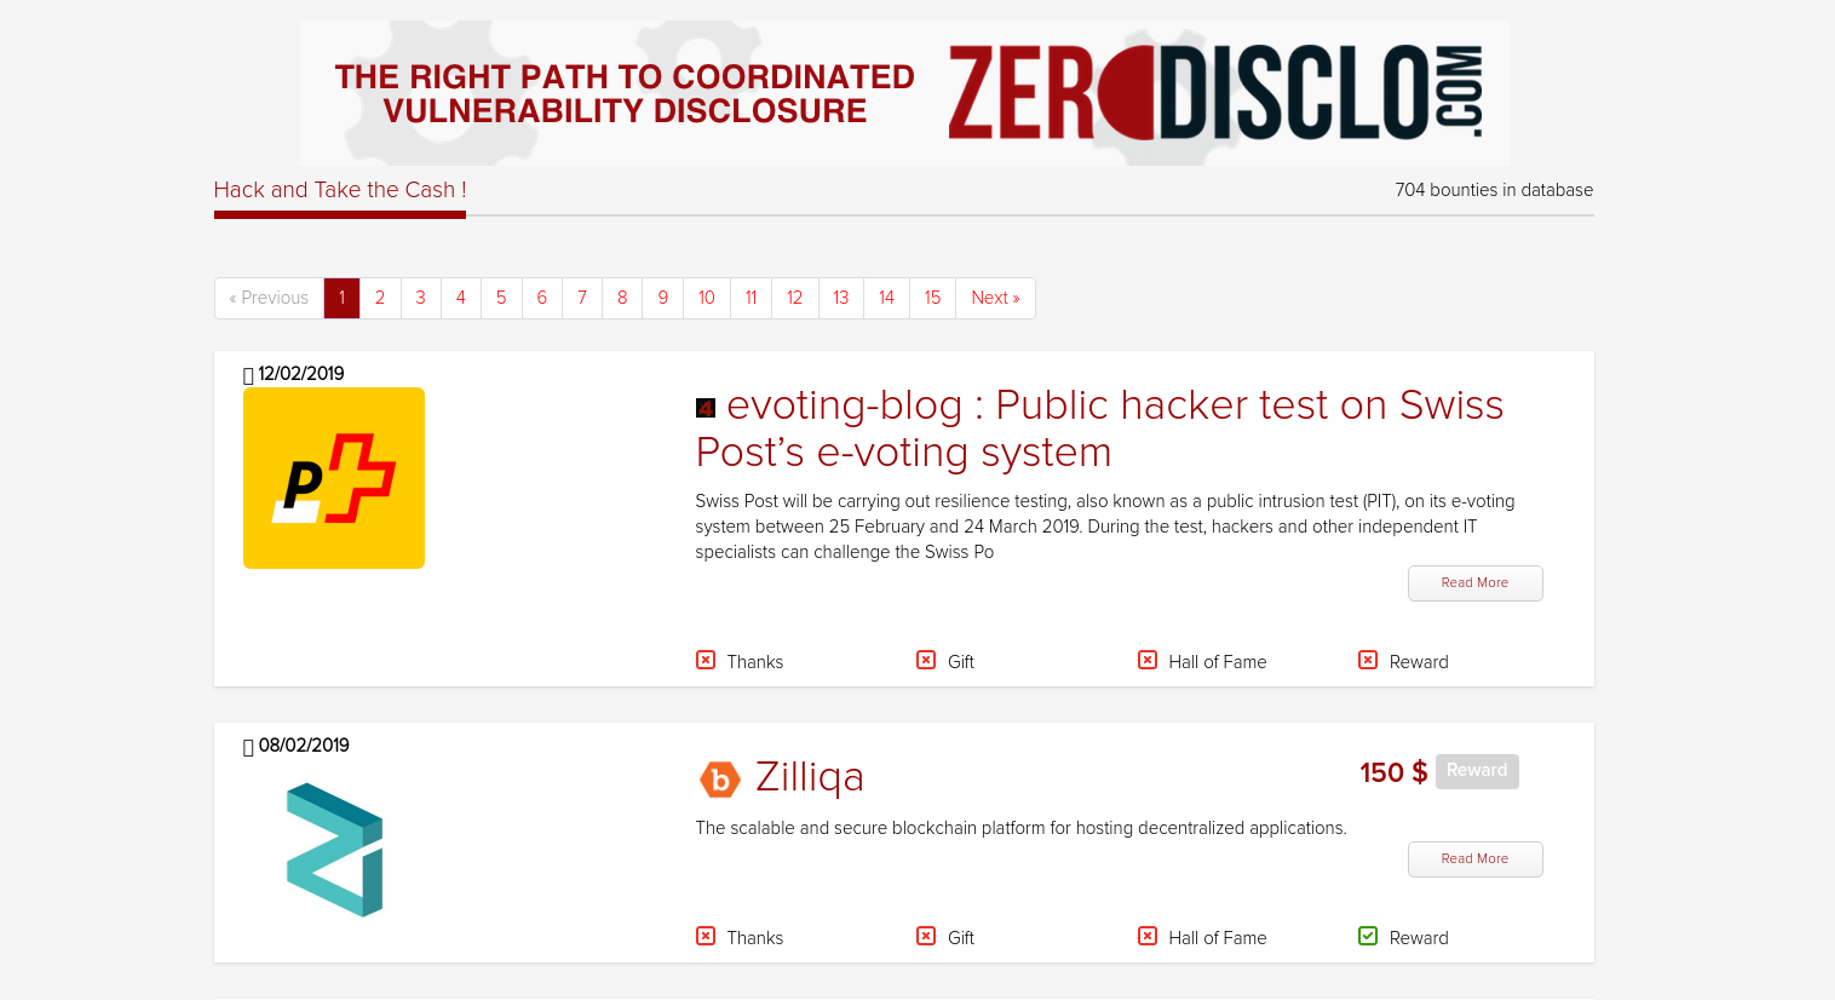 THE RIGHT PATH TO COORDINATED
VULNERABILITY DISCLOSURE
ZERODISCLO.COM
Hack and Take the Cash !
704 bounties in database
« Previous 1 2 3 4 5 6 7 8 9 10 11 12 13 14 15 Next »
12/02/2019
P
4 evoting-blog : Public hacker test on Swiss
Post’s e-voting system
Swiss Post will be carrying out resilience testing, also known as a public intrusion test (PIT), on its e-voting
system between 25 February and 24 March 2019. During the test, hackers and other independent IT
specialists can challenge the Swiss Po
Read More
Thanks Gift Hall of Fame Reward
08/02/2019
b Zilliqa
150 $ Reward
The scalable and secure blockchain platform for hosting decentralized applications.
Read More
Thanks Gift Hall of Fame Reward